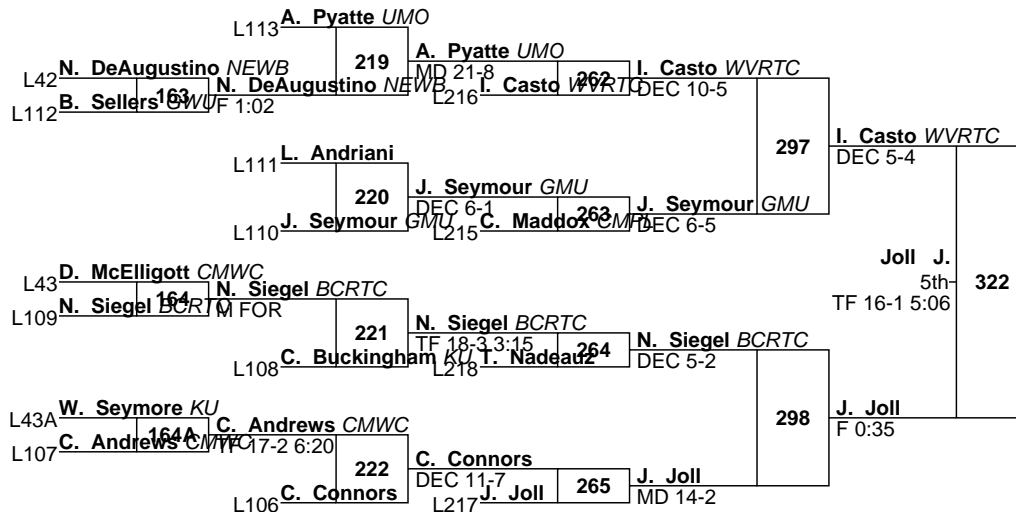 L113 A. Pyatte UMO
219
A. Pyatte UMO
MD 21-8
L42 N. DeAugustino NEWB
163
L112 B. Sellers GWU
N. DeAugustino NEWB
F 1:02
262
L216 I. Casto WVRTC
I. Casto WVRTC
DEC 10-5
297
I. Casto WVRTC
DEC 5-4
L111 L. Andriani
220
L110 J. Seymour GMU
J. Seymour GMU
DEC 6-1
263
L215 C. Maddox CMFL
J. Seymour GMU
DEC 6-5
L43 D. McElligott CMWC
164
L109 N. Siegel BCRTC
N. Siegel BCRTC
M FOR
221
L108 C. Buckingham KU
N. Siegel BCRTC
TF 18-3 3:15
264
L218 T. Nadeau2
N. Siegel BCRTC
DEC 5-2
298
J. Joll
F 0:35
L43A W. Seymore KU
164A
L107 C. Andrews CMWC
C. Andrews CMWC
TF 17-2 6:20
222
L106 C. Connors
C. Connors
DEC 11-7
265
L217 J. Joll
J. Joll
MD 14-2
Joll J.
5th
TF 16-1 5:06
322